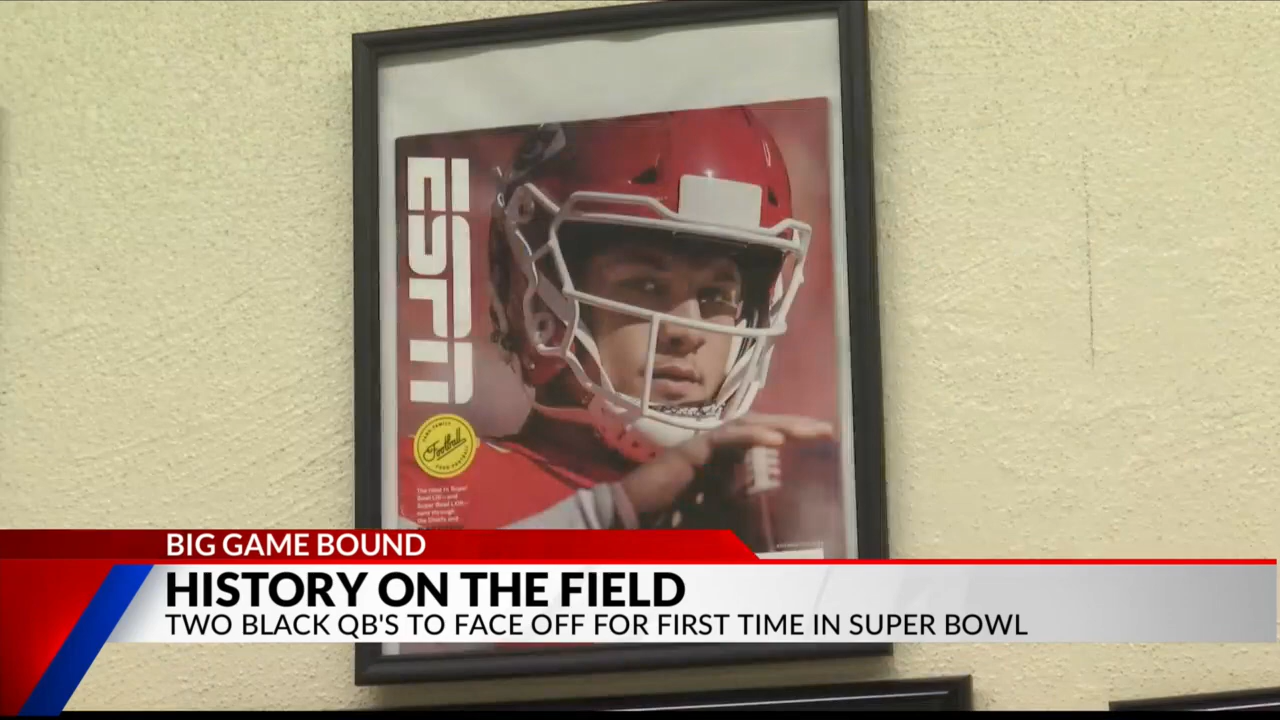 ESPN
Football
BIG GAME BOUND
HISTORY ON THE FIELD
TWO BLACK QB'S TO FACE OFF FOR FIRST TIME IN SUPER BOWL